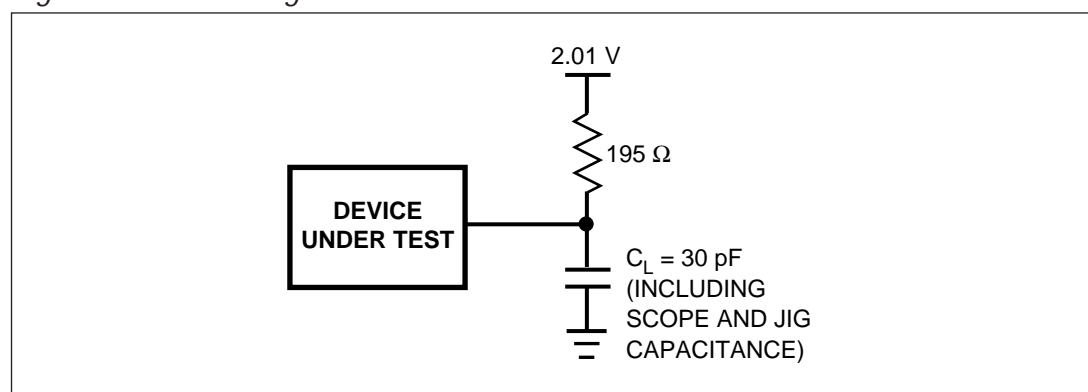 2.01 V
195 Ω
DEVICE
UNDER TEST
C_L = 30 pF
(INCLUDING
SCOPE AND JIG
CAPACITANCE)